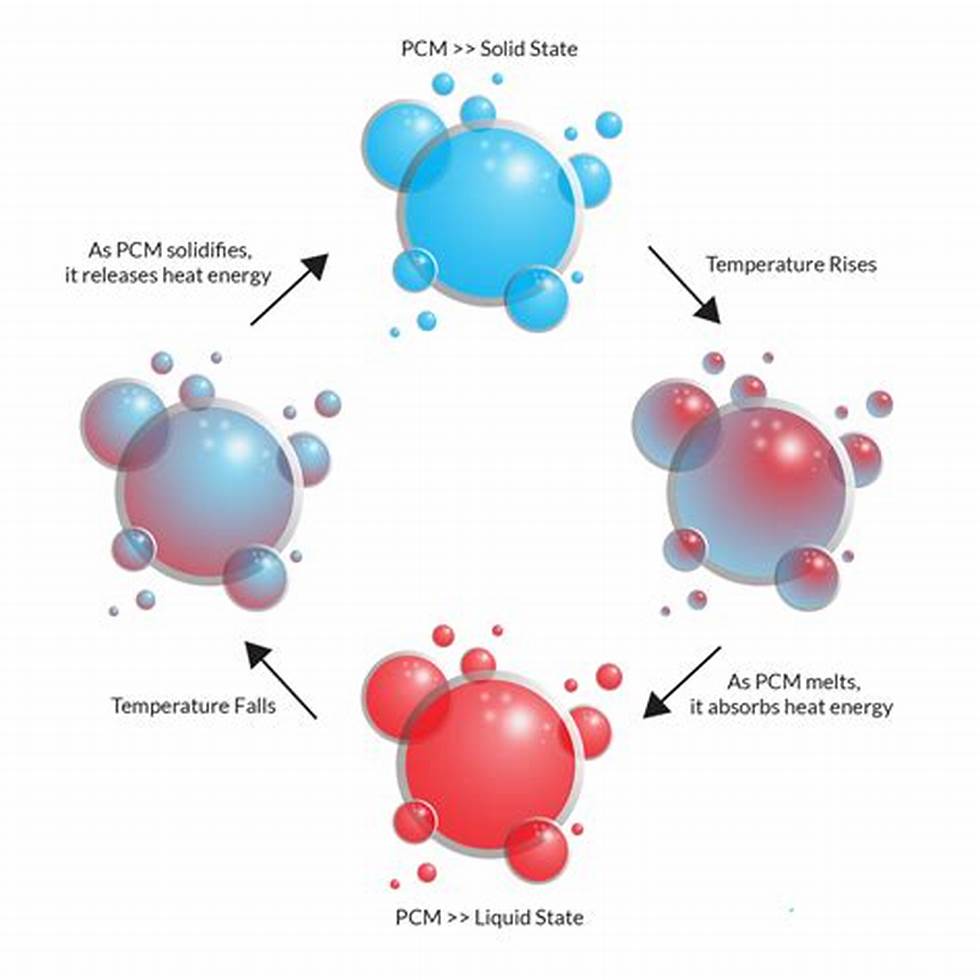 PCM >> Solid State
As PCM solidifies,
it releases heat energy
Temperature Rises
Temperature Falls
As PCM melts,
it absorbs heat energy
PCM >> Liquid State